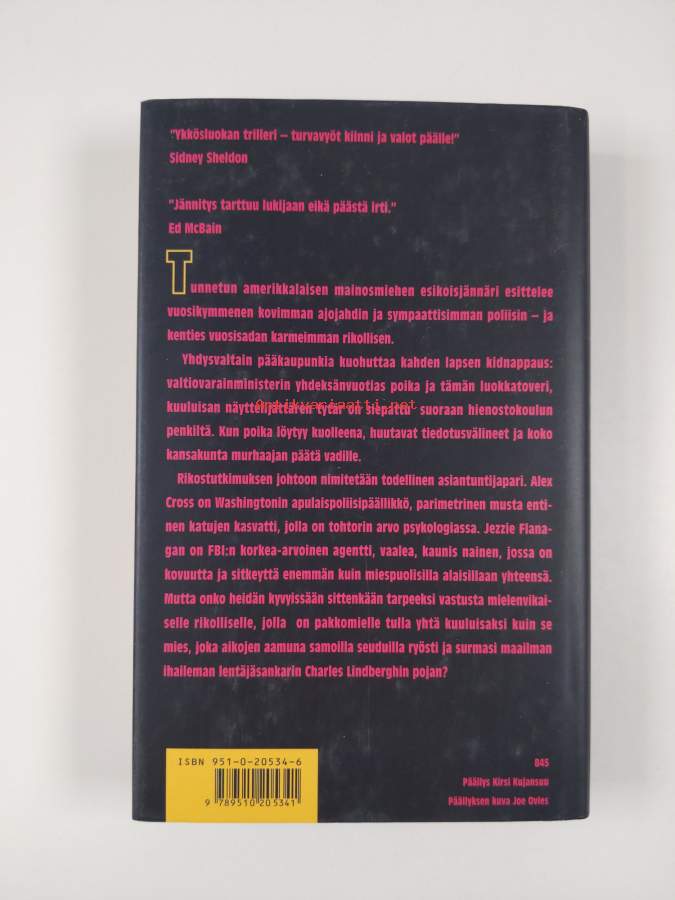 "Ykkösluokan trilleri – turvavyöt kiinni ja valot päälle!"
Sidney Sheldon
"Jännitys tarttuu lukijaan eikä päästä irti."
Ed McBain
Tunnetun amerikkalaisen mainosmiehen esikoisjännäri esittelee
vuosikymmenen kovimman ajojahdin ja sympaattisimman poliisin – ja
kenties vuosisadan karmeimman rikollisen.
Yhdysvaltain pääkaupunkia kuohuttaa kahden lapsen kidnappaus:
valtiovarainministerin yhdeksänvuotias poika ja tämän luokkatoveri,
Antikvariaatti.net
kuuluisan näyttelijättären tytär on siepattu suoraan hienostokoulun
penkiltä. Kun poika löytyy kuolleena, huutavat tiedotusvälineet ja koko
kansakunta murhaajan päätä vadille.
Rikostutkimuksen johtoon nimitetään todellinen asiantuntijapari. Alex
Cross on Washingtonin apulaispoliisipäällikkö, parimetrinen musta enti-
nen katujen kasvatti, jolla on tohtorin arvo psykologiassa. Jezzie Flana-
gan on FBI:n korkea-arvoinen agentti, vaalea, kaunis nainen, jossa on
kovuutta ja sitkeyttä enemmän kuin miespuolisilla alaisillaan yhteensä.
Mutta onko heidän kyvyissään sittenkään tarpeeksi vastusta mielenvikai-
selle rikolliselle, jolla on pakkomielle tulla yhtä kuuluisaksi kuin se
mies, joka aikojen aamuna samoilla seuduilla ryösti ja surmasi maailman
ihaileman lentäjäsankarin Charles Lindberghin pojan?
ISBN 951-0-20534-6
9 789510 205341
845
Päällys Kirsi Kujansuu
Päällyksen kuva Joe Ovies